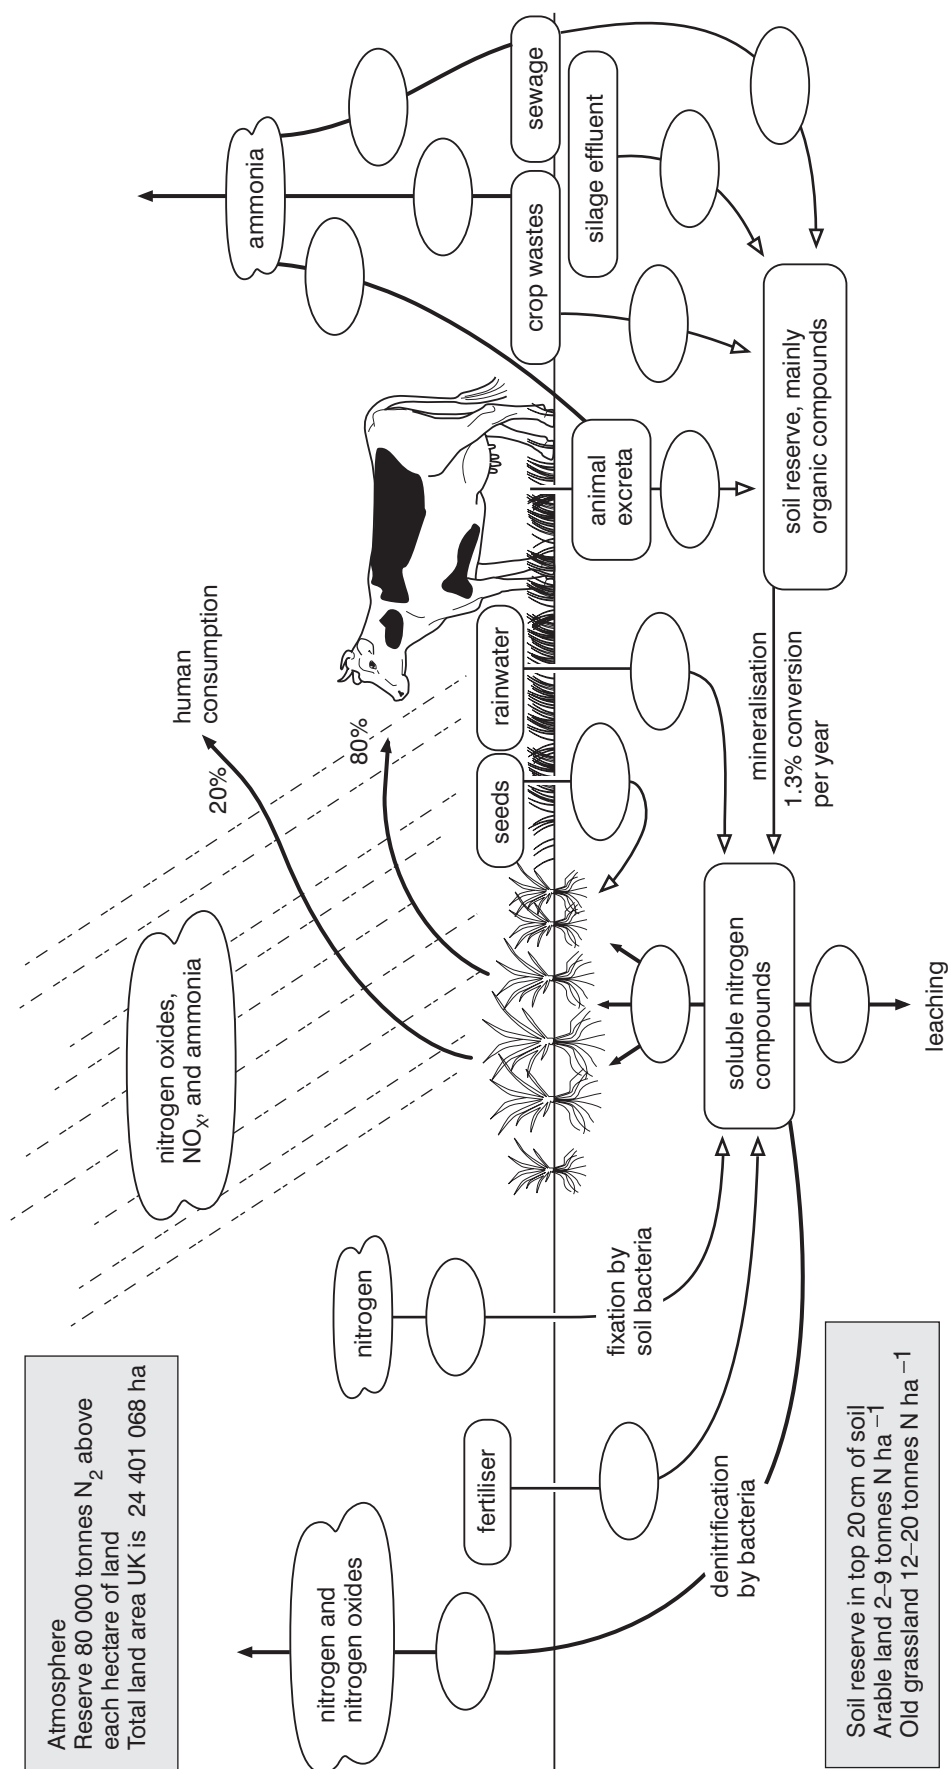 Atmosphere
Reserve 80 000 tonnes N2 above
each hectare of land
Total land area UK is 24 401 068 ha
nitrogen and
nitrogen oxides
fertiliser
denitrification
by bacteria
nitrogen
fixation by
soil bacteria
nitrogen oxides,
NOX, and ammonia
20%
human
consumption
80%
seeds
rainwater
ammonia
crop wastes
sewage
silage effluent
animal
excreta
soluble nitrogen
compounds
leaching
mineralisation
1.3% conversion
per year
soil reserve, mainly
organic compounds
Soil reserve in top 20 cm of soil
Arable land 2–9 tonnes N ha–1
Old grassland 12–20 tonnes N ha–1